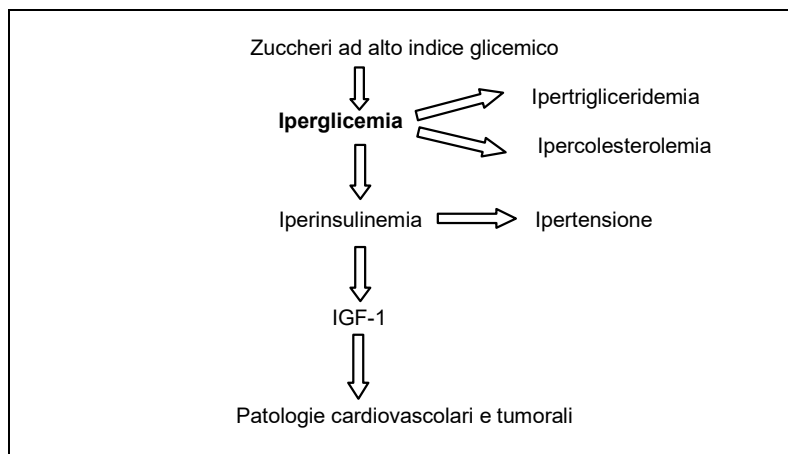 Zuccheri ad alto indice glicemico
Ipertrigliceridemia
Iperglicemia
Ipercolesterolemia
Iperinsulinemia
Ipertensione
IGF-1
Patologie cardiovascolari e tumorali